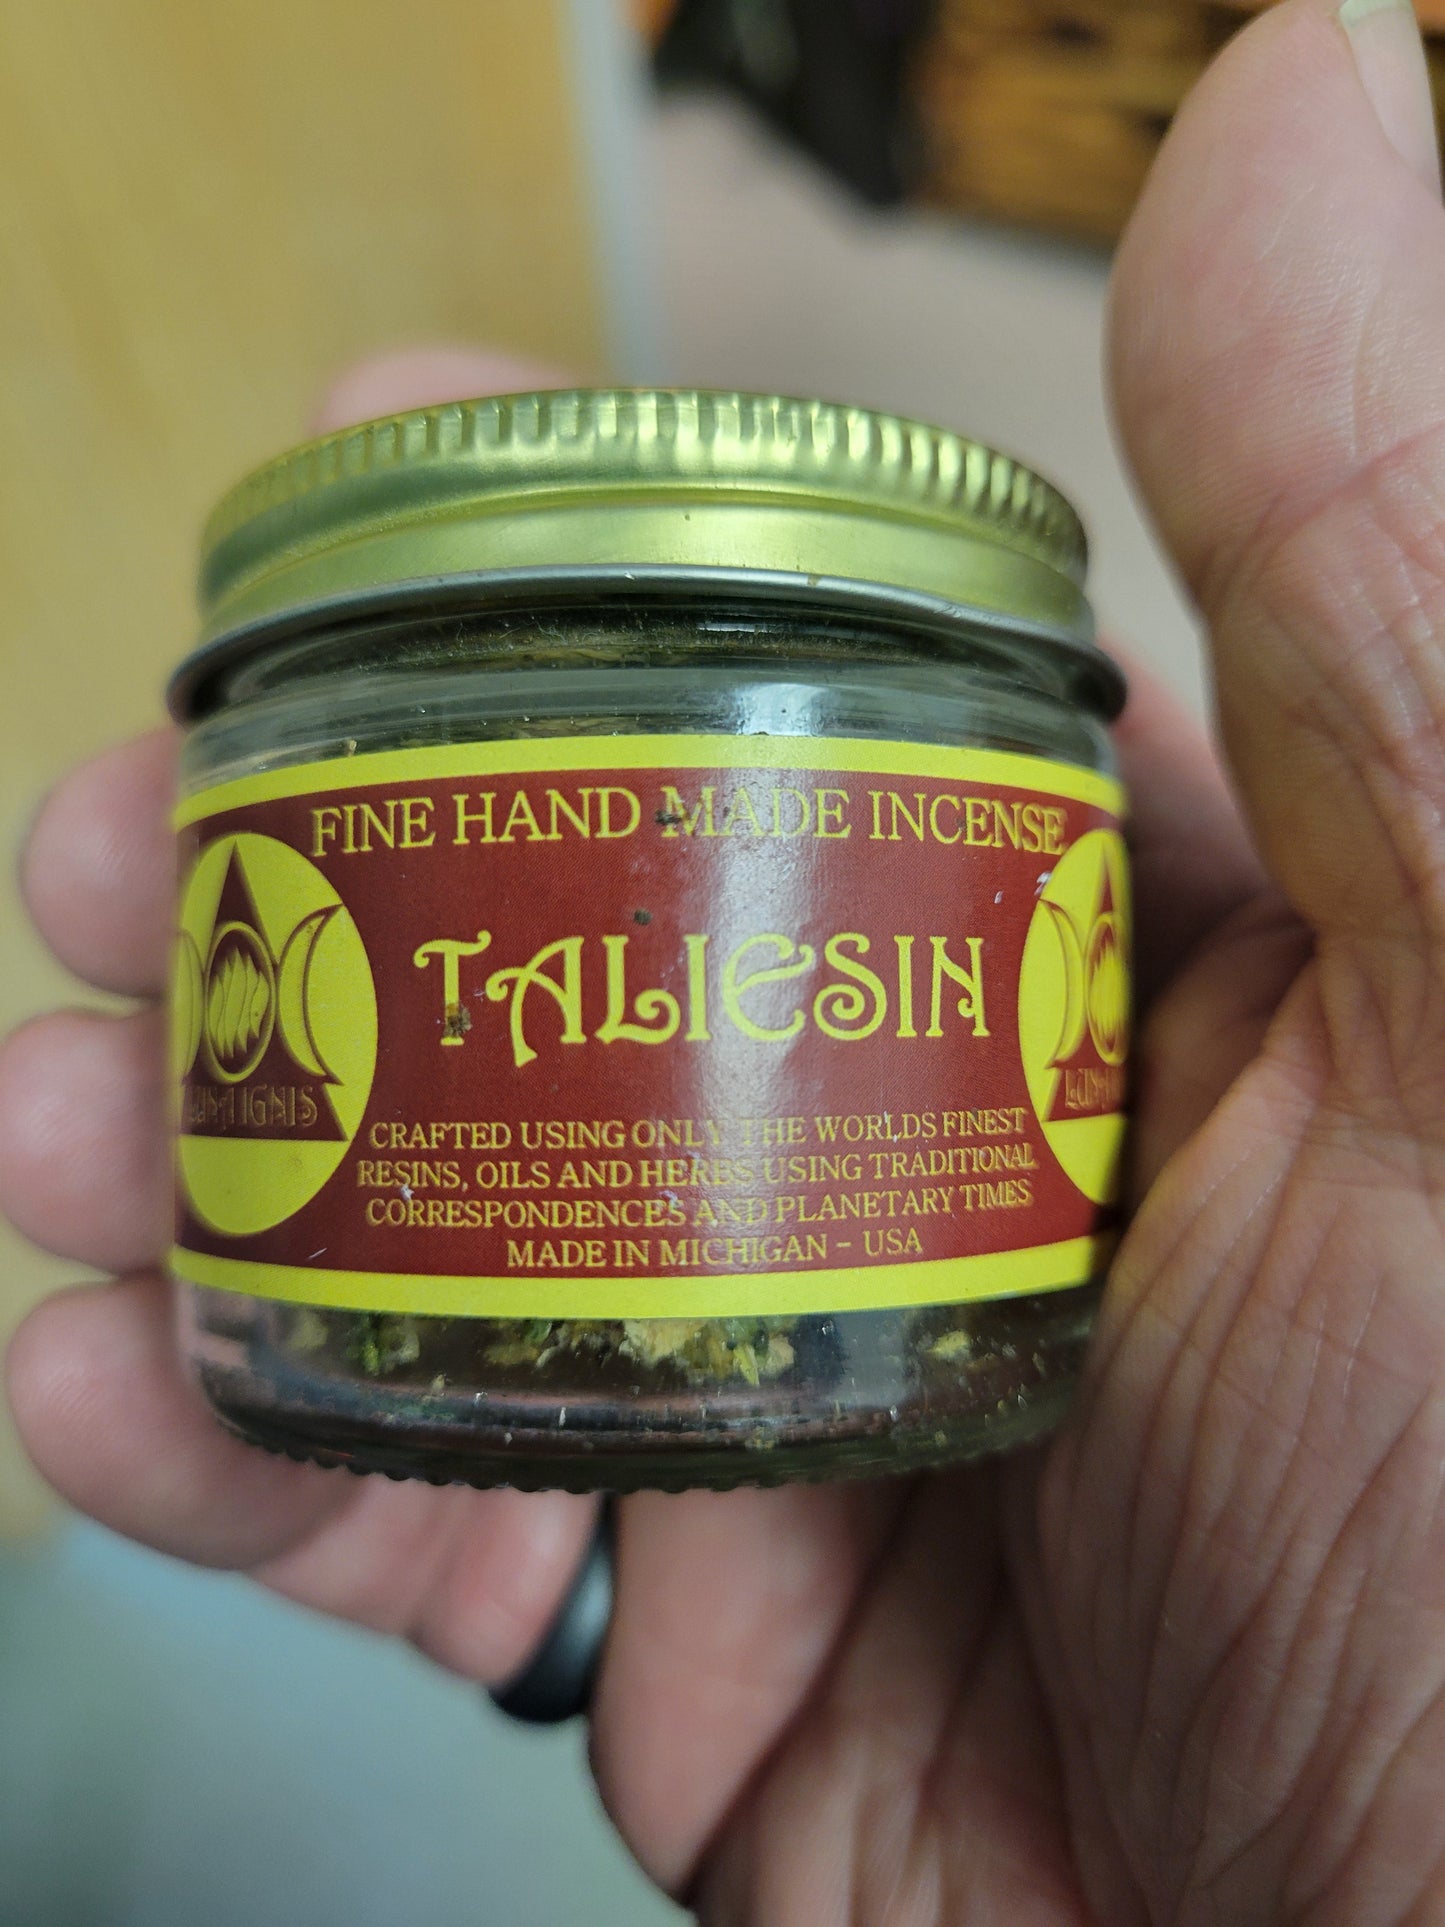 FINE HAND MADE INCENSE
TALIESIN
CRAFTED USING ONLY THE WORLDS FINEST
RESINS, OILS AND HERBS USING TRADITIONAL
CORRESPONDENCES AND PLANETARY TIMES
MADE IN MICHIGAN - USA